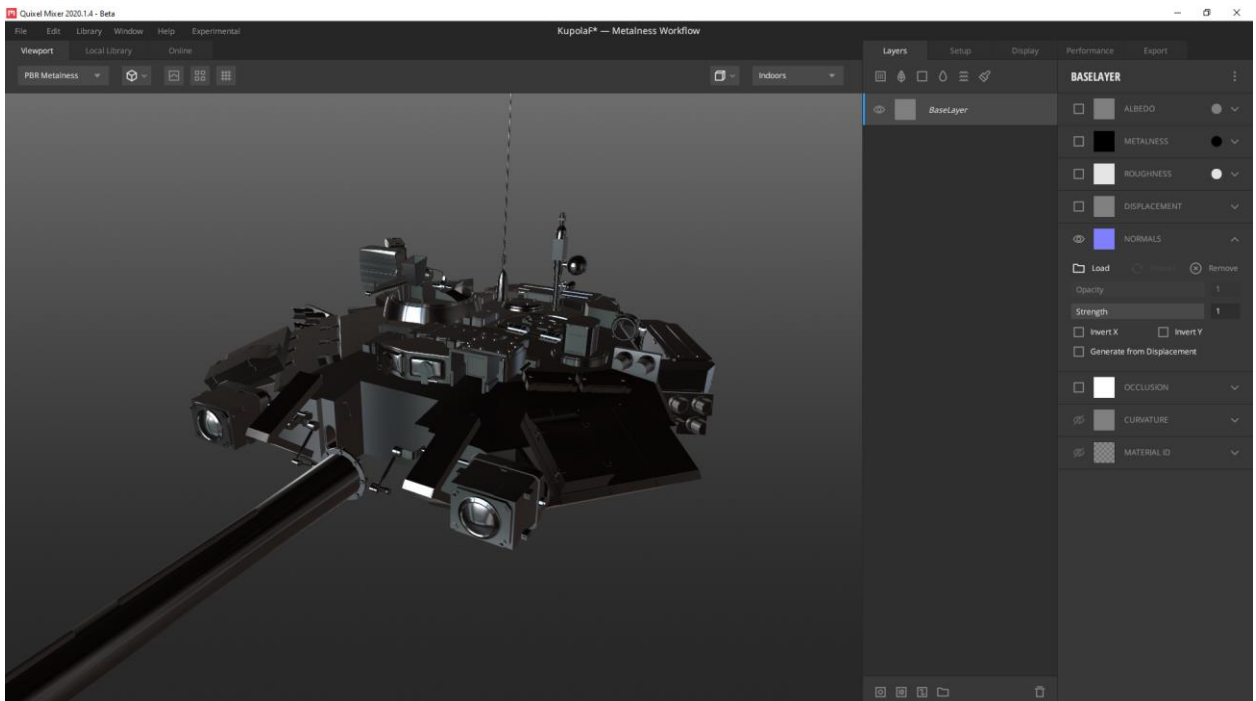 Quixel Mixer 2020.1.4 - Beta
File Edit Library Window Help Experimental
KupolaF* — Metalness Workflow
Viewport Local Library Online
Layers Setup Display Performance Export
PBR Metalness
Indoors
BASELAYER
BaseLayer
ALBEDO
METALNESS
ROUGHNESS
DISPLACEMENT
NORMALS
Load Remove
Opacity 1
Strength 1
Invert X Invert Y
Generate from Displacement
OCCLUSION
CURVATURE
MATERIAL ID